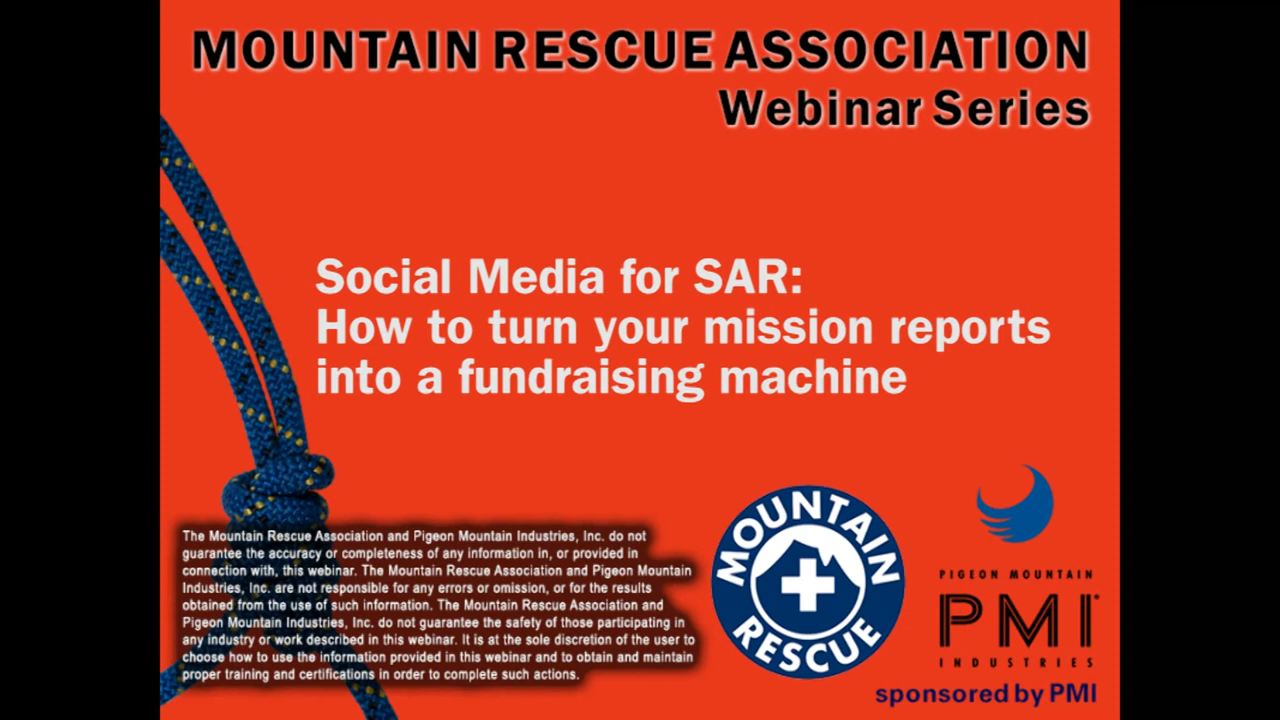 MOUNTAIN RESCUE ASSOCIATION
Webinar Series
Social Media for SAR:
How to turn your mission reports
into a fundraising machine
The Mountain Rescue Association and Pigeon Mountain Industries, Inc. do not
guarantee the accuracy or completeness of any information in, or provided in
connection with, this webinar. The Mountain Rescue Association and Pigeon Mountain
Industries, Inc. are not responsible for any errors or omission, or for the results
obtained from the use of such information. The Mountain Rescue Association and
Pigeon Mountain Industries, Inc. do not guarantee the safety of those participating in
any industry or work described in this webinar. It is at the sole discretion of the user to
choose how to use the information provided in this webinar and to obtain and maintain
proper training and certifications in order to complete such actions.
MOUNTAIN
RESCUE
PIGEON MOUNTAIN
PMI
INDUSTRIES
sponsored by PMI